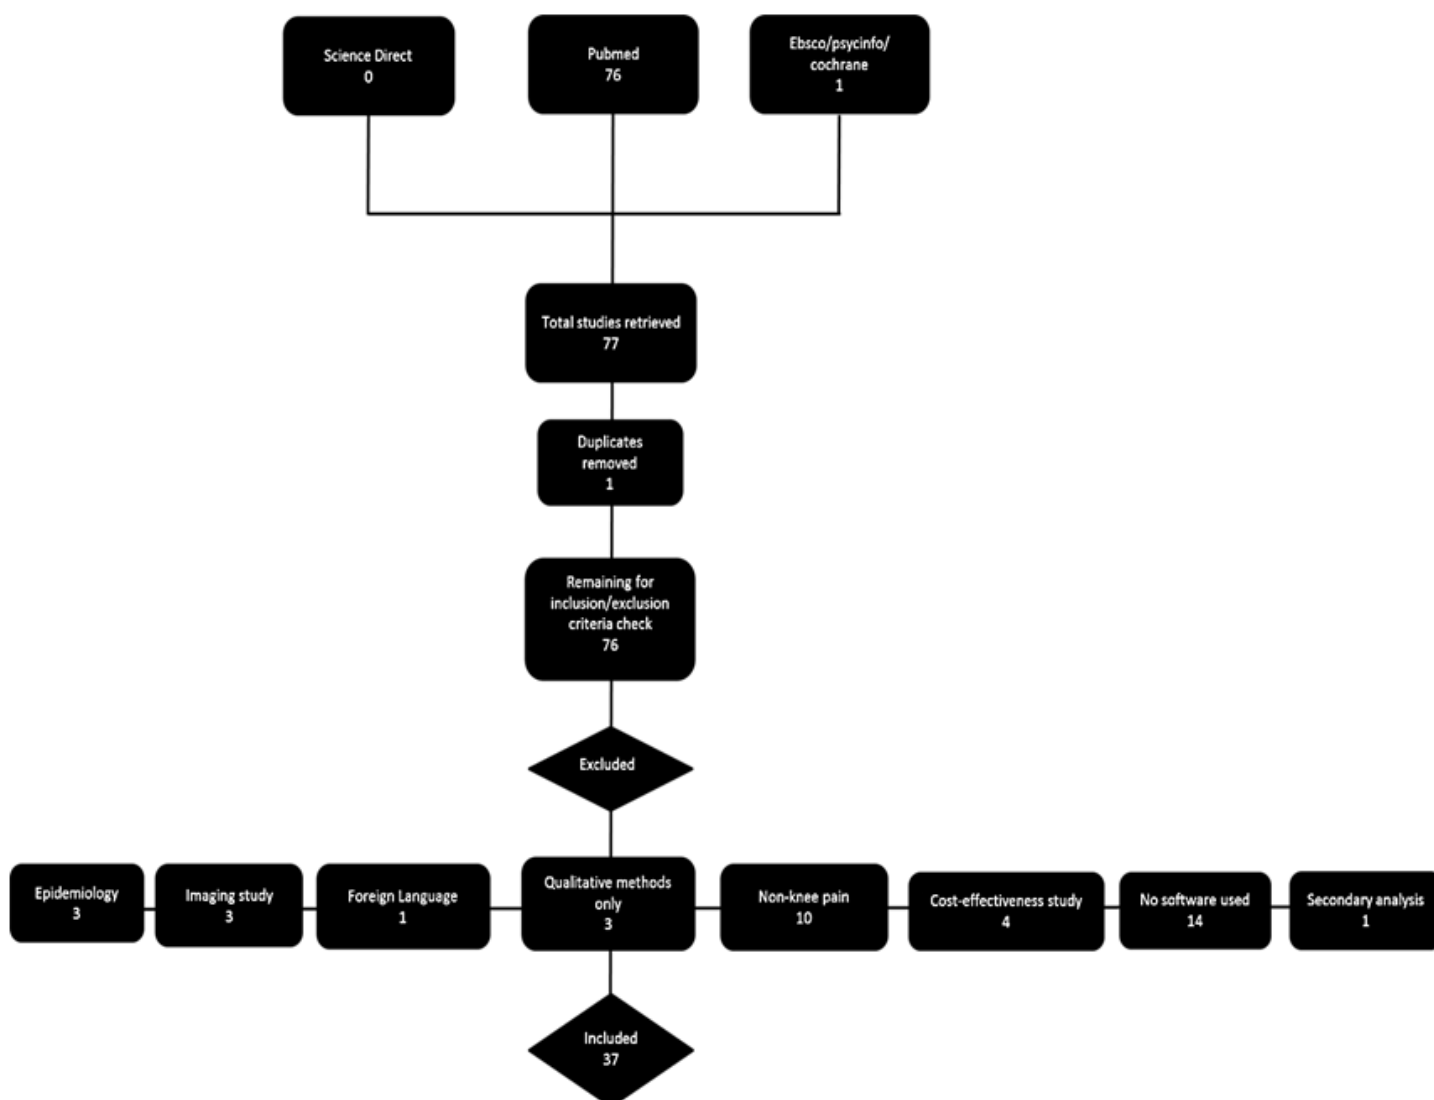 Science Direct
0
Pubmed
76
Ebsco/psycinfo/
cochrane
1
Total studies retrieved
77
Duplicates
removed
1
Remaining for
inclusion/exclusion
criteria check
76
Excluded
Epidemiology
3
Imaging study
3
Foreign Language
1
Qualitative methods
only
3
Non-knee pain
10
Cost-effectiveness study
4
No software used
14
Secondary analysis
1
Included
37